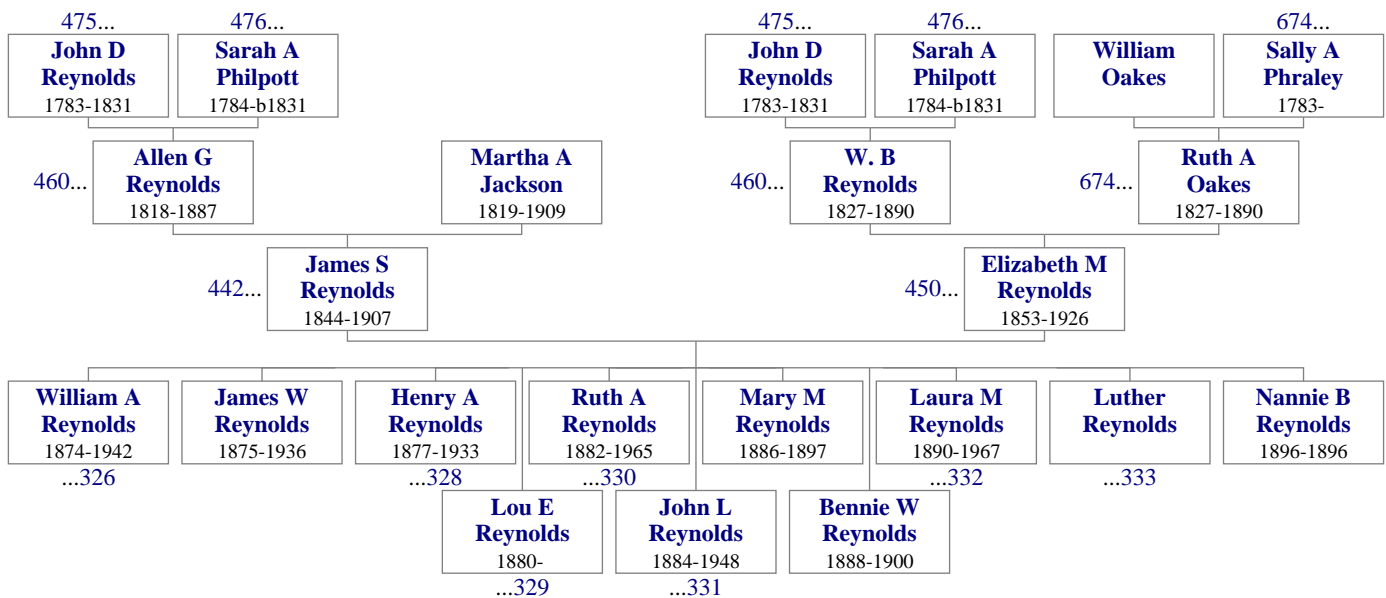 475... 476... 475... 476... 674...
John D Sarah A John D Sarah A William Sally A
Reynolds Philpott Reynolds Philpott Oakes Phraley
1783-1831 1784-b1831 1783-1831 1784-b1831 1783-
Allen G Martha A W. B Ruth A
460... Reynolds Jackson 460... Reynolds 674... Oakes
1818-1887 1819-1909 1827-1890 1827-1890
James S Elizabeth M
442... Reynolds 450... Reynolds
1844-1907 1853-1926
William A James W Henry A Ruth A Mary M Laura M Luther Nannie B
Reynolds Reynolds Reynolds Reynolds Reynolds Reynolds Reynolds Reynolds
1874-1942 1875-1936 1877-1933 1882-1965 1886-1897 1890-1967 1896-1896
...326 ...328 ...330 ...332 ...333
Lou E John L Bennie W
Reynolds Reynolds Reynolds
1880- 1884-1948 1888-1900
...329 ...331